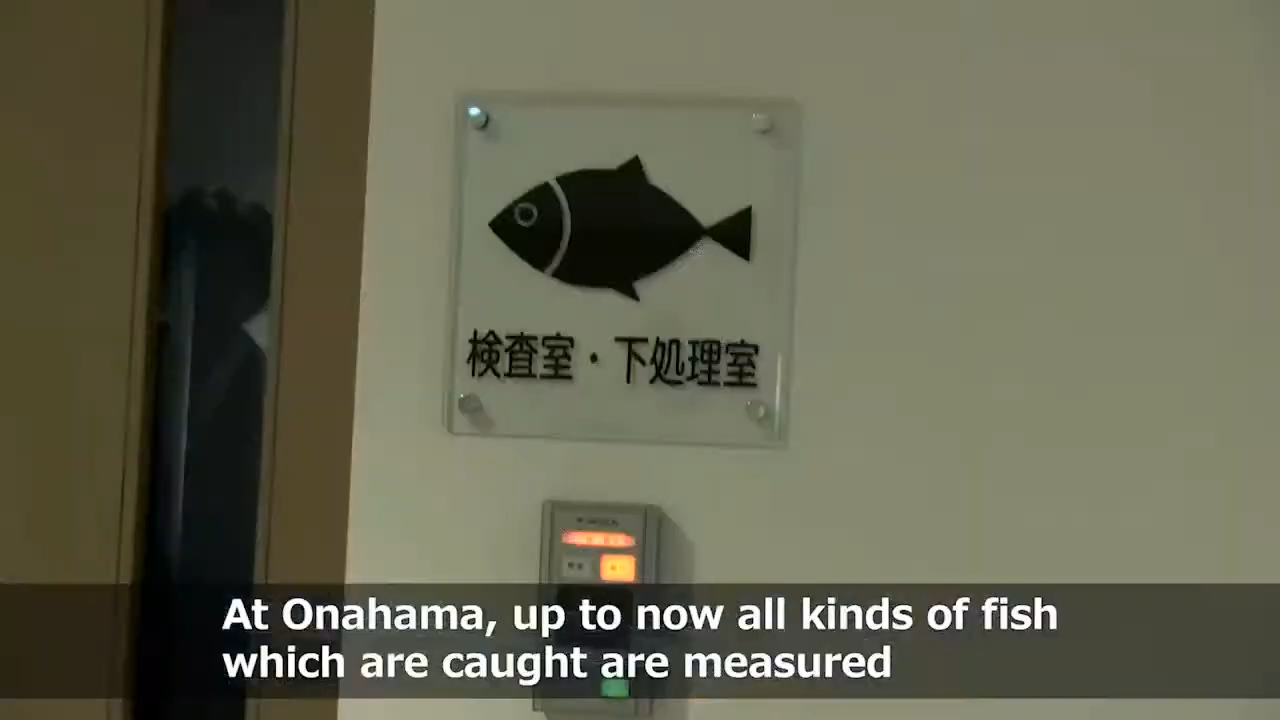 検査室・下処理室
At Onahama, up to now all kinds of fish
which are caught are measured